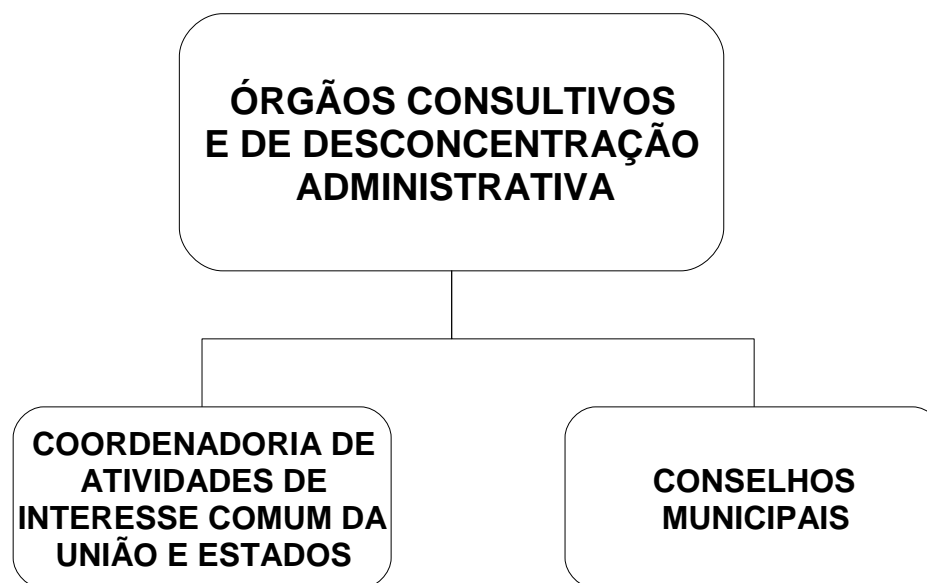 ÓRGÃOS CONSULTIVOS
E DE DESCONCENTRAÇÃO
ADMINISTRATIVA
COORDENADORIA DE
ATIVIDADES DE
INTERESSE COMUM DA
UNIÃO E ESTADOS
CONSELHOS
MUNICIPAIS